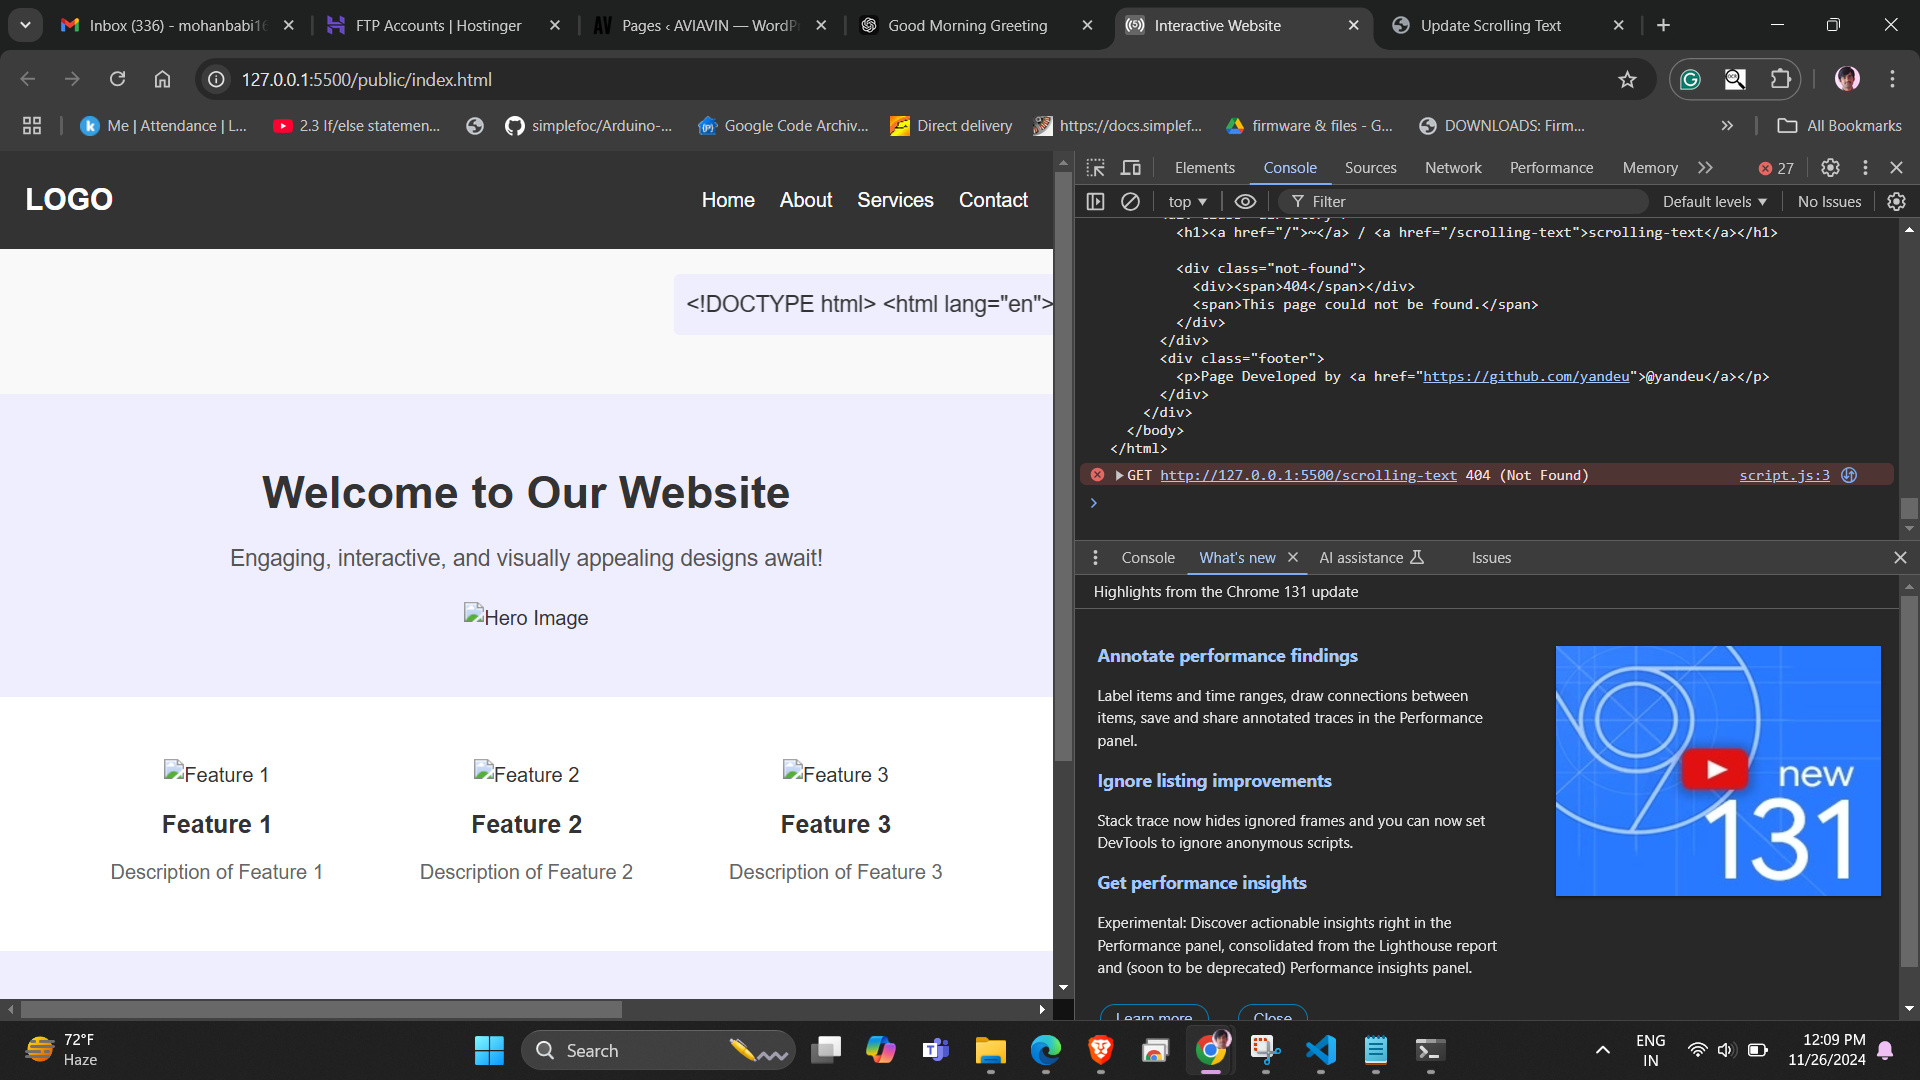 Inbox (336) - mohanbabi16
FTP Accounts | Hostinger
Pages ‹ AVIAVIN — WordPr
Good Morning Greeting
Interactive Website
Update Scrolling Text
127.0.0.1:5500/public/index.html
Me | Attendance | L...
2.3 If/else statemen...
simplefoc/Arduino-...
Google Code Archiv...
Direct delivery
https://docs.simplef...
firmware & files - G...
DOWNLOADS: Firm...
All Bookmarks
LOGO
Home
About
Services
Contact
<!DOCTYPE html> <html lang="en">
Welcome to Our Website
Engaging, interactive, and visually appealing designs await!
Hero Image
Feature 1
Feature 2
Feature 3
Feature 1
Feature 2
Feature 3
Description of Feature 1
Description of Feature 2
Description of Feature 3
Elements
Console
Sources
Network
Performance
Memory
27
top
Filter
Default levels
No Issues
<h1><a href="/">~</a> / <a href="/scrolling-text">scrolling-text</a></h1>
<div class="not-found">
<div><span>404</span></div>
<span>This page could not be found.</span>
</div>
</div>
<div class="footer">
<p>Page Developed by <a href="https://github.com/yandeu">@yandeu</a></p>
</div>
</div>
</body>
</html>
GET http://127.0.0.1:5500/scrolling-text 404 (Not Found)
script.js:3
Console
What's new
AI assistance
Issues
Highlights from the Chrome 131 update
Annotate performance findings
Label items and time ranges, draw connections between
items, save and share annotated traces in the Performance
panel.
Ignore listing improvements
Stack trace now hides ignored frames and you can now set
DevTools to ignore anonymous scripts.
Get performance insights
Experimental: Discover actionable insights right in the
Performance panel, consolidated from the Lighthouse report
and (soon to be deprecated) Performance insights panel.
new
131
Learn more
Close
72°F
Haze
Search
ENG
IN
12:09 PM
11/26/2024